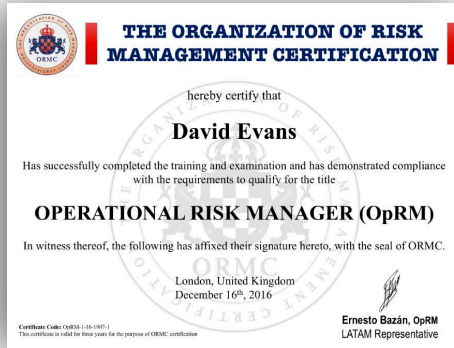 THE ORGANIZATION OF RISK
MANAGEMENT CERTIFICATION
ORMC
hereby certify that
David Evans
Has successfully completed the training and examination and has demonstrated compliance
with the requirements to qualify for the title
OPERATIONAL RISK MANAGER (OpRM)
In witness thereof, the following has affixed their signature hereto, with the seal of ORMC.
ORMC
London, United Kingdom
December 16th, 2016
Ernesto Bazán, OpRM
LATAM Representative
Certificate Code: OpRM-1-16-1907-1
This certificate is valid for three years for the purpose of ORMC certification